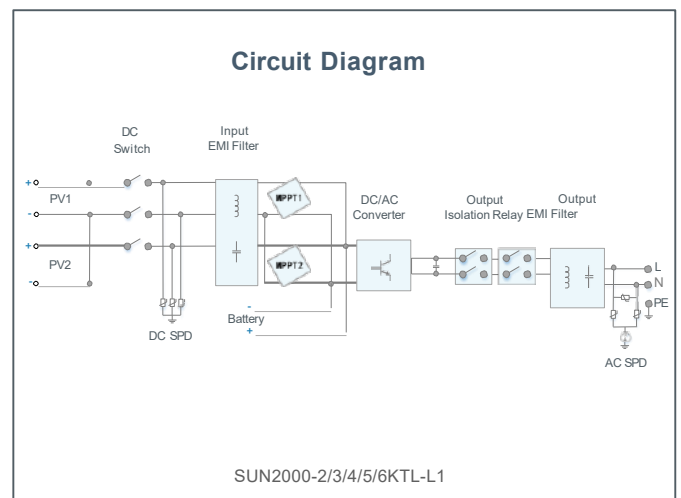 Circuit Diagram
DC
Switch
Input
EMI Filter
+
PV1
-
+
PV2
-
MPPT1
MPPT2
DC/AC
Converter
Output
Isolation Relay
Output
EMI Filter
L
N
PE
-
Battery
+
DC SPD
AC SPD
SUN2000-2/3/4/5/6KTL-L1